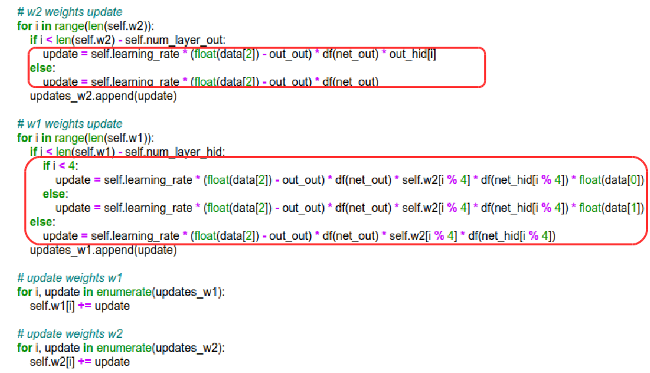 # w2 weights update
for i in range(len(self.w2)):
if i < len(self.w2) - self.num_layer_out:
update = self.learning_rate * (float(data[2]) - out_out) * df(net_out) * out_hid[i]
else:
update = self.learning_rate * (float(data[2]) - out_out) * df(net_out)
updates_w2.append(update)
# w1 weights update
for i in range(len(self.w1)):
if i < len(self.w1) - self.num_layer_hid:
if i < 4:
update = self.learning_rate * (float(data[2]) - out_out) * df(net_out) * self.w2[i % 4] * df(net_hid[i % 4]) * float(data[0])
else:
update = self.learning_rate * (float(data[2]) - out_out) * df(net_out) * self.w2[i % 4] * df(net_hid[i % 4]) * float(data[1])
else:
update = self.learning_rate * (float(data[2]) - out_out) * df(net_out) * self.w2[i % 4] * df(net_hid[i % 4])
updates_w1.append(update)
# update weights w1
for i, update in enumerate(updates_w1):
self.w1[i] += update
# update weights w2
for i, update in enumerate(updates_w2):
self.w2[i] += update